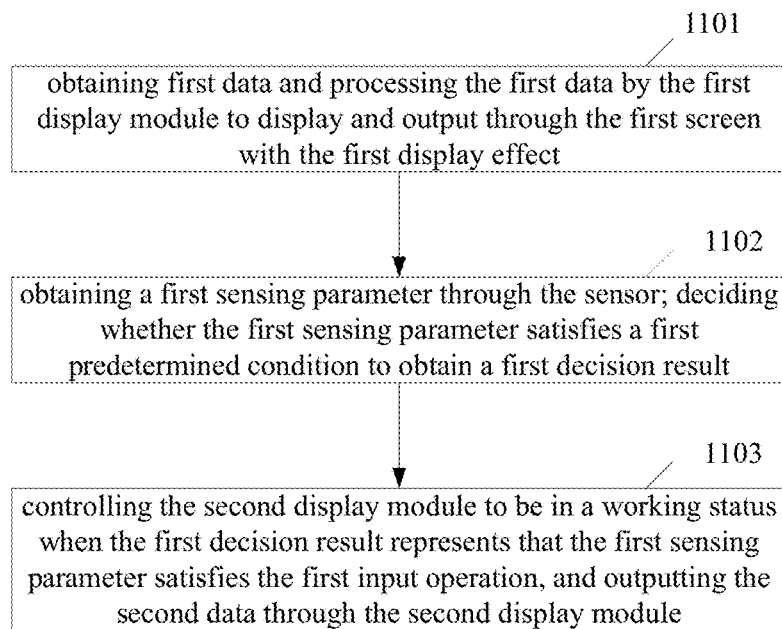 1101
obtaining first data and processing the first data by the first
display module to display and output through the first screen
with the first display effect
1102
obtaining a first sensing parameter through the sensor; deciding
whether the first sensing parameter satisfies a first
predetermined condition to obtain a first decision result
1103
controlling the second display module to be in a working status
when the first decision result represents that the first sensing
parameter satisfies the first input operation, and outputting the
second data through the second display module